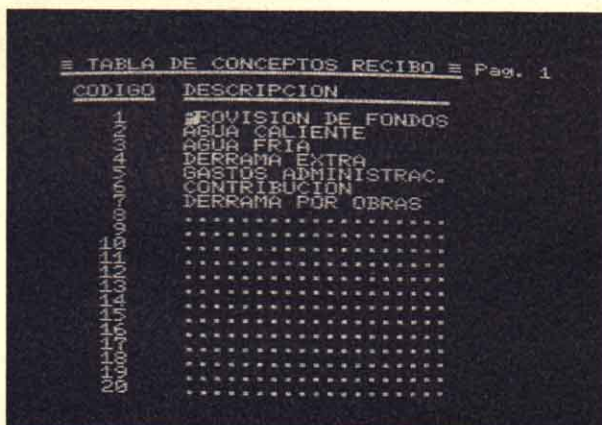 ≡ TABLA DE CONCEPTOS RECIBO ≡ Pag. 1
CODIGO DESCRIPCION
1 PROVISION DE FONDOS
2 AGUA CALIENTE
3 AGUA FRIA
4 DERRAMA EXTRA
5 GASTOS ADMINISTRAC.
6 CONTRIBUCION
7 DERRAMA POR OBRAS
8 ...................
9 ...................
10 ...................
11 ...................
12 ...................
13 ...................
14 ...................
15 ...................
16 ...................
17 ...................
18 ...................
19 ...................
20 ...................